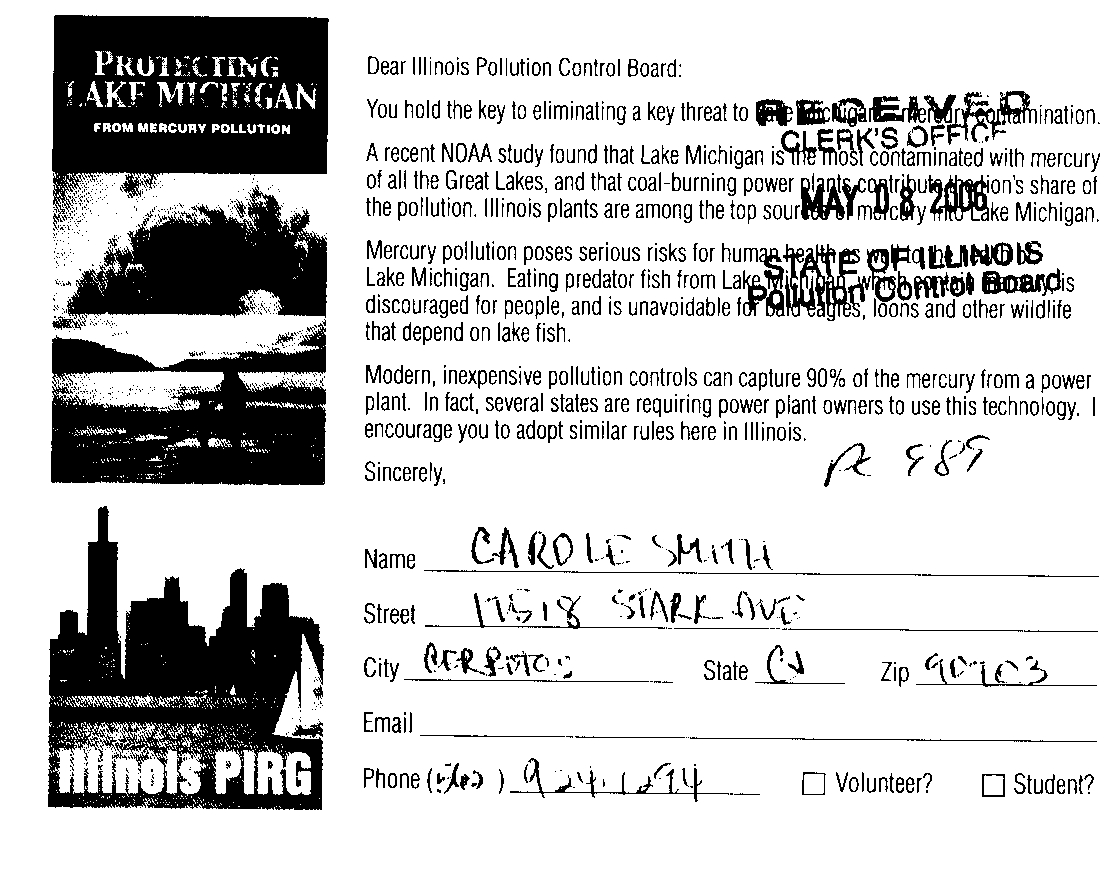 PROTECTING
LAKE MICHIGAN
FROM MERCURY POLLUTION
Dear Illinois Pollution Control Board:
You hold the key to eliminating a key threat to Lake Michigan: mercury contamination.
A recent NOAA study found that Lake Michigan is the most contaminated with mercury
of all the Great Lakes, and that coal-burning power plants contribute the lion's share of
the pollution. Illinois plants are among the top sources of mercury into Lake Michigan.
RECEIVED
CLERK'S OFFICE
MAY 08 2006
STATE OF ILLINOIS
Pollution Control Board
Mercury pollution poses serious risks for human health as well to the
Lake Michigan. Eating predator fish from Lake Michigan, which contain mercury, is
discouraged for people, and is unavoidable for bald eagles, loons and other wildlife
that depend on lake fish.
Modern, inexpensive pollution controls can capture 90% of the mercury from a power
plant. In fact, several states are requiring power plant owners to use this technology. I
encourage you to adopt similar rules here in Illinois.
Sincerely,
Name CAROLE SMITH
Street 17518 STARK AVE
City CERRITOS State CA Zip 90703
Email
Phone ( ) 924.1294 Volunteer? Student?
Illinois PIRG